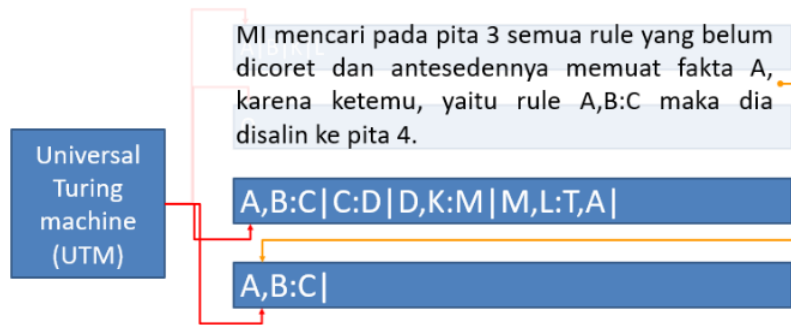 MI mencari pada pita 3 semua rule yang belum
dicoret dan antesedennya memuat fakta A,
karena ketemu, yaitu rule A,B:C maka dia
disalin ke pita 4.
Universal
Turing
machine
(UTM)
A,B:C|C:D|D,K:M|M,L:T,A|
A,B:C|